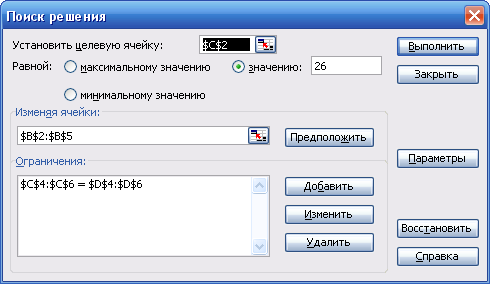 Поиск решения
Установить целевую ячейку: $C$2
Выполнить
Равной: максимальному значению значению: 26
Закрыть
минимальному значению
Изменяя ячейки:
$B$2:$B$5
Предположить
Ограничения:
Параметры
$C$4:$C$6 = $D$4:$D$6
Добавить
Изменить
Восстановить
Удалить
Справка